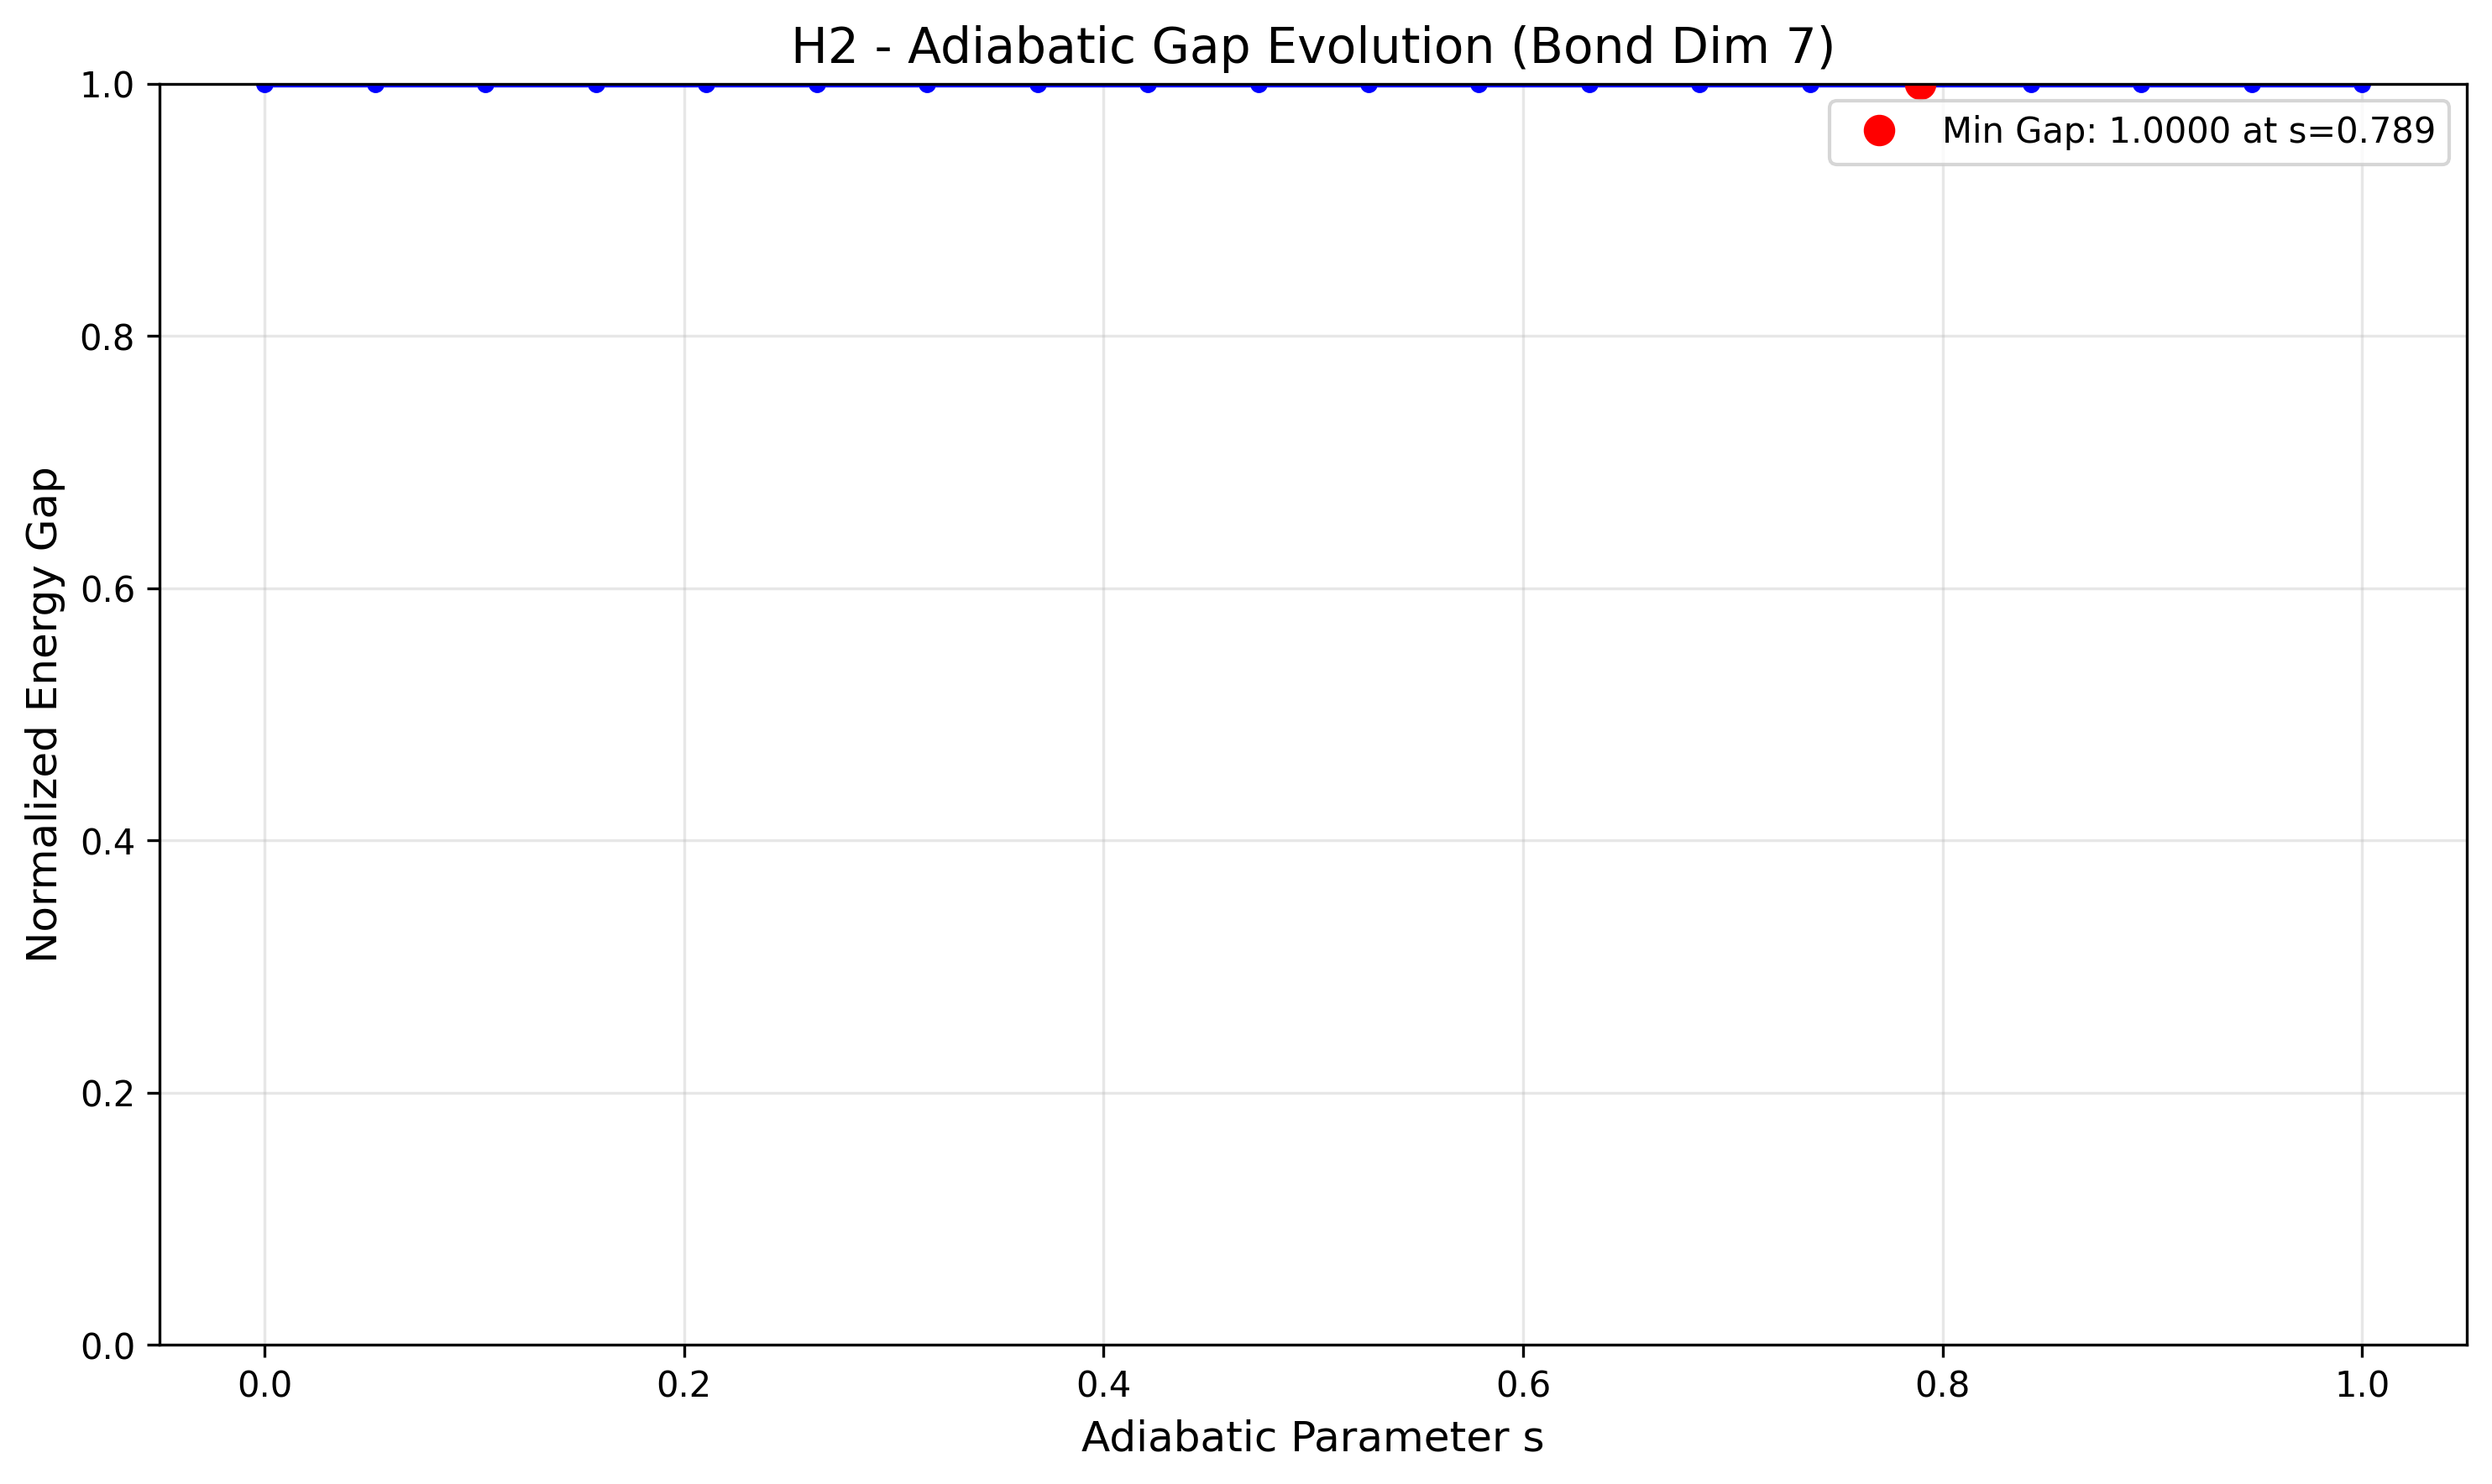 H2 - Adiabatic Gap Evolution (Bond Dim 7)
Normalized Energy Gap
1.0
0.8
0.6
0.4
0.2
0.0
Min Gap: 1.0000 at s=0.789
0.0 0.2 0.4 0.6 0.8 1.0
Adiabatic Parameter s